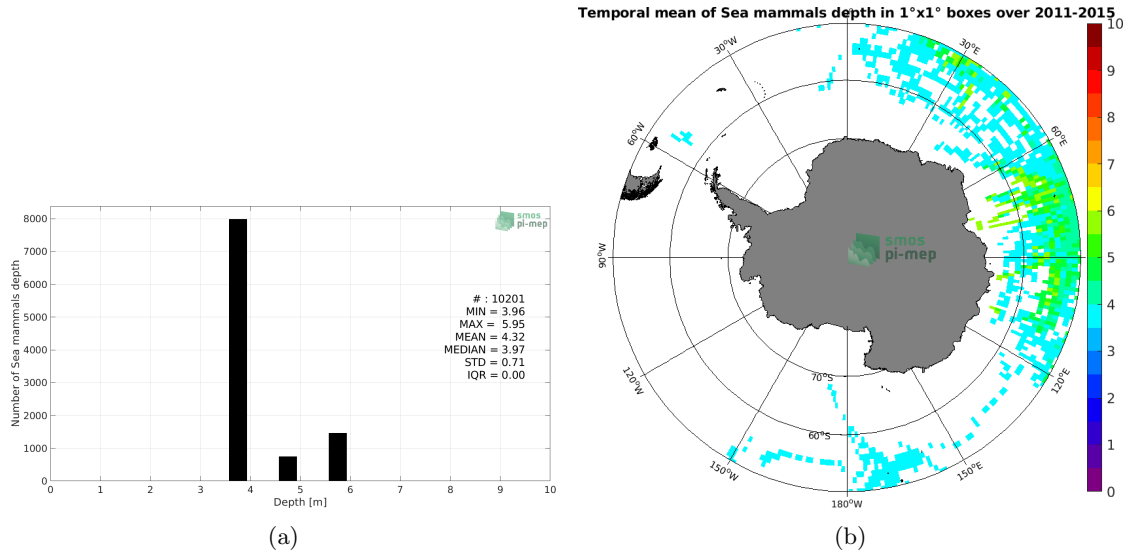 8000
7000
6000
5000
4000
3000
2000
1000
0
Number of Sea mammals depth
smos
pi-mep
# : 10201
MIN = 3.96
MAX = 5.95
MEAN = 4.32
MEDIAN = 3.97
STD = 0.71
IQR = 0.00
0 1 2 3 4 5 6 7 8 9 10
Depth [m]
(a)
Temporal mean of Sea mammals depth in 1°x1° boxes over 2011-2015
180°W
30°W
30°E
60°W
60°E
90°W
smos
pi-mep
120°W
120°E
70°S
60°S
150°W
150°E
180°W
10
9
8
7
6
5
4
3
2
1
0
(b)